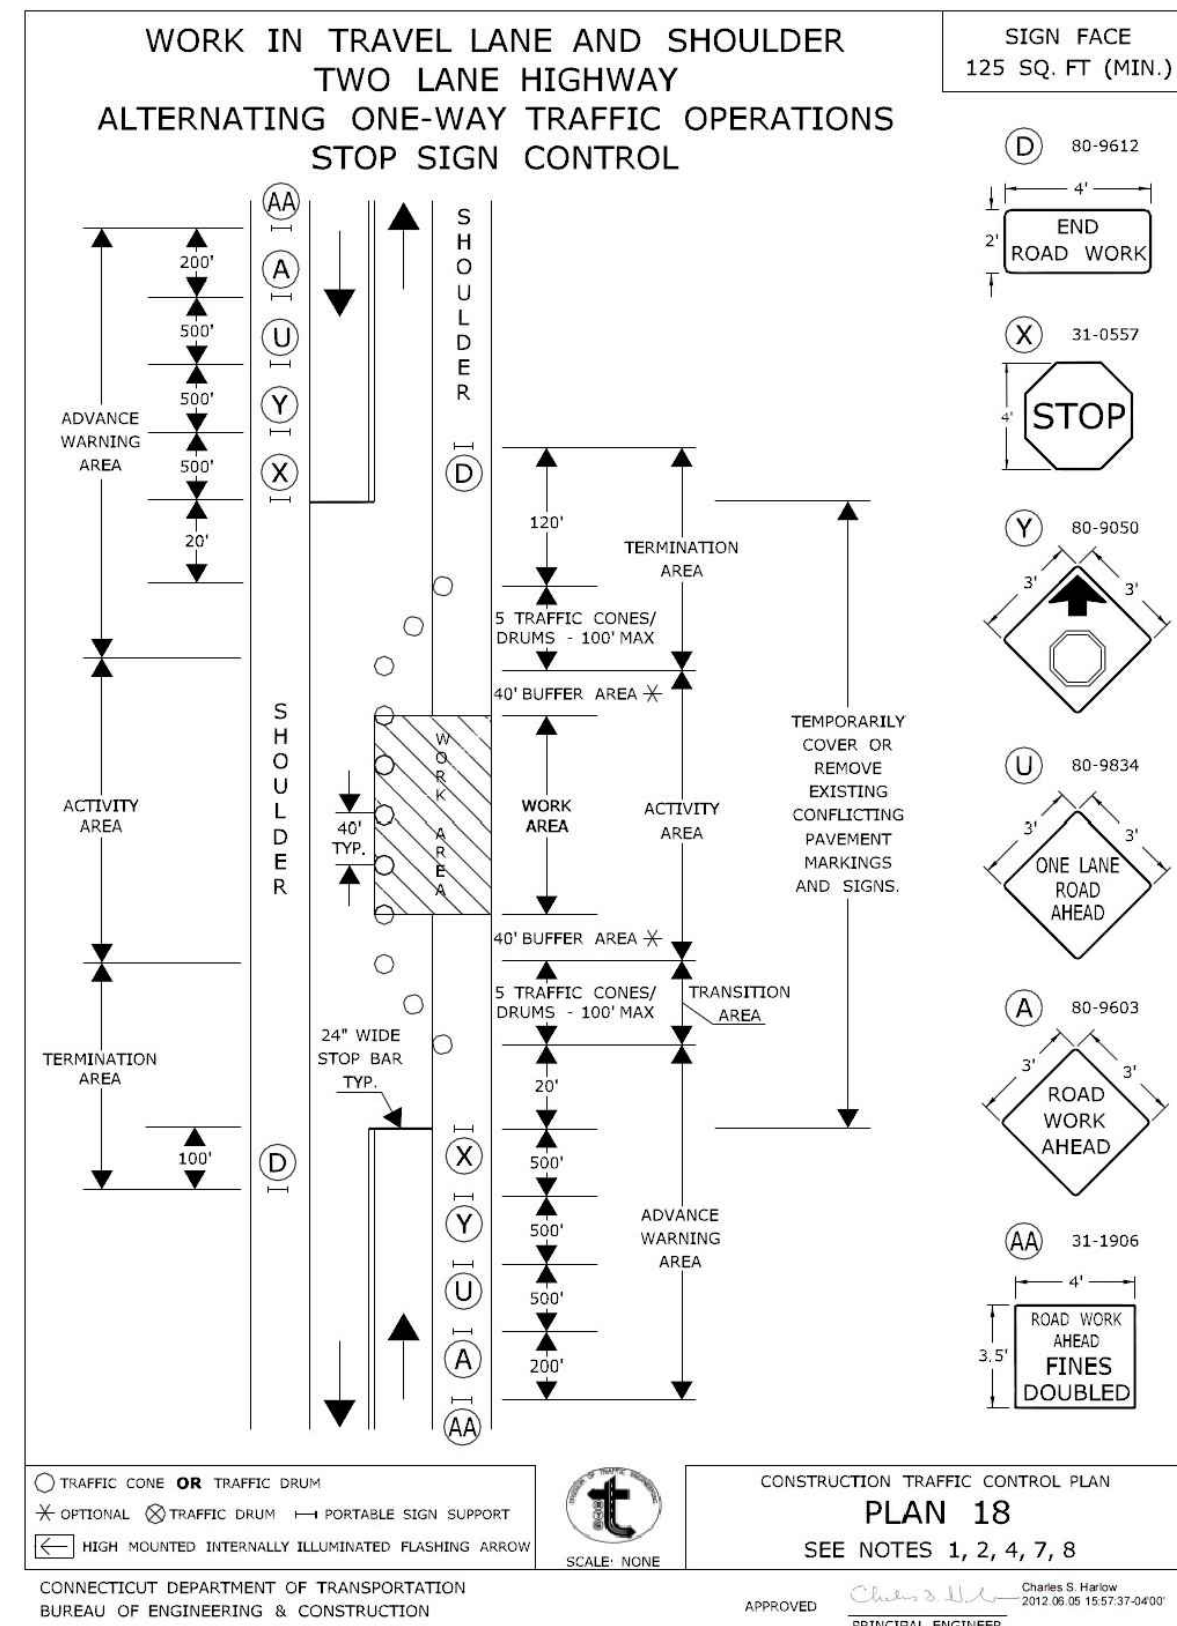 WORK IN TRAVEL LANE AND SHOULDER
TWO LANE HIGHWAY
ALTERNATING ONE-WAY TRAFFIC OPERATIONS
STOP SIGN CONTROL
SIGN FACE
125 SQ. FT (MIN.)
AA
A
U
Y
X
200'
500'
500'
500'
20'
ADVANCE
WARNING
AREA
SHOULDER
D
120'
TERMINATION
AREA
5 TRAFFIC CONES/
DRUMS - 100' MAX
40' BUFFER AREA *
SHOULDER
ACTIVITY
AREA
40'
TYP.
WORK AREA
WORK
AREA
ACTIVITY
AREA
TEMPORARILY
COVER OR
REMOVE
EXISTING
CONFLICTING
PAVEMENT
MARKINGS
AND SIGNS.
40' BUFFER AREA *
5 TRAFFIC CONES/
DRUMS - 100' MAX
TRANSITION
AREA
24" WIDE
STOP BAR
TYP.
TERMINATION
AREA
20'
100'
D
X
Y
U
A
AA
500'
500'
500'
200'
ADVANCE
WARNING
AREA
D 80-9612
4'
2'
END
ROAD WORK
X 31-0557
4'
STOP
Y 80-9050
3' 3'
U 80-9834
3' 3'
ONE LANE
ROAD
AHEAD
A 80-9603
3' 3'
ROAD
WORK
AHEAD
AA 31-1906
4'
3.5'
ROAD WORK
AHEAD
FINES
DOUBLED
TRAFFIC CONE OR TRAFFIC DRUM
* OPTIONAL TRAFFIC DRUM PORTABLE SIGN SUPPORT
HIGH MOUNTED INTERNALLY ILLUMINATED FLASHING ARROW
SCALE: NONE
CONSTRUCTION TRAFFIC CONTROL PLAN
PLAN 18
SEE NOTES 1, 2, 4, 7, 8
CONNECTICUT DEPARTMENT OF TRANSPORTATION
BUREAU OF ENGINEERING & CONSTRUCTION
APPROVED
Charles S. Harlow
2012.06.05 15:57:37-04'00'
PRINCIPAL ENGINEER